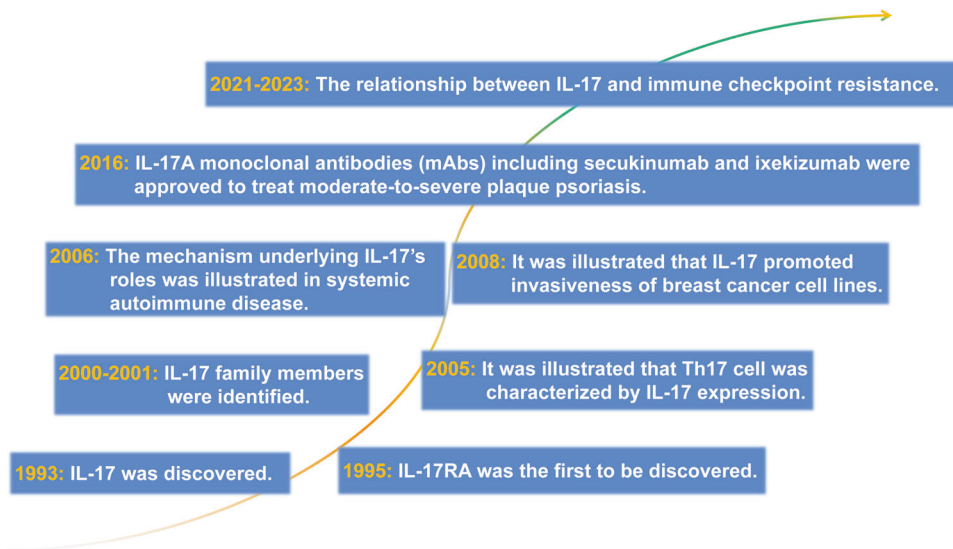 2021-2023: The relationship between IL-17 and immune checkpoint resistance.
2016: IL-17A monoclonal antibodies (mAbs) including secukinumab and ixekizumab were
approved to treat moderate-to-severe plaque psoriasis.
2006: The mechanism underlying IL-17's
roles was illustrated in systemic
autoimmune disease.
2008: It was illustrated that IL-17 promoted
invasiveness of breast cancer cell lines.
2000-2001: IL-17 family members
were identified.
2005: It was illustrated that Th17 cell was
characterized by IL-17 expression.
1993: IL-17 was discovered.
1995: IL-17RA was the first to be discovered.